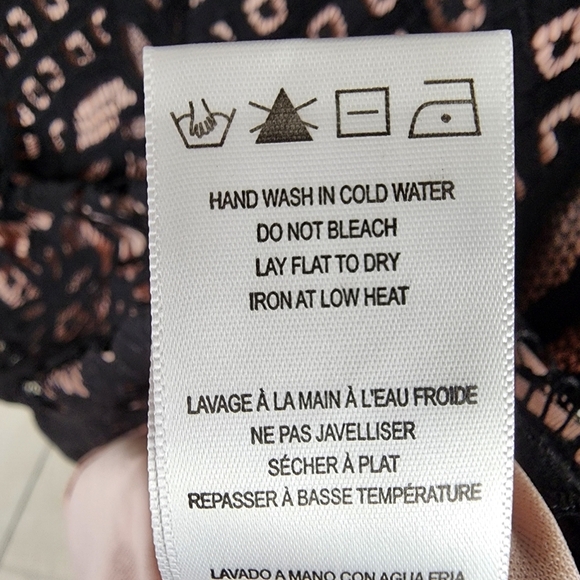 HAND WASH IN COLD WATER
DO NOT BLEACH
LAY FLAT TO DRY
IRON AT LOW HEAT
LAVAGE À LA MAIN À L'EAU FROIDE
NE PAS JAVELLISER
SÉCHER À PLAT
REPASSER À BASSE TEMPÉRATURE
LAVADO A MANO CON AGUA FRIA